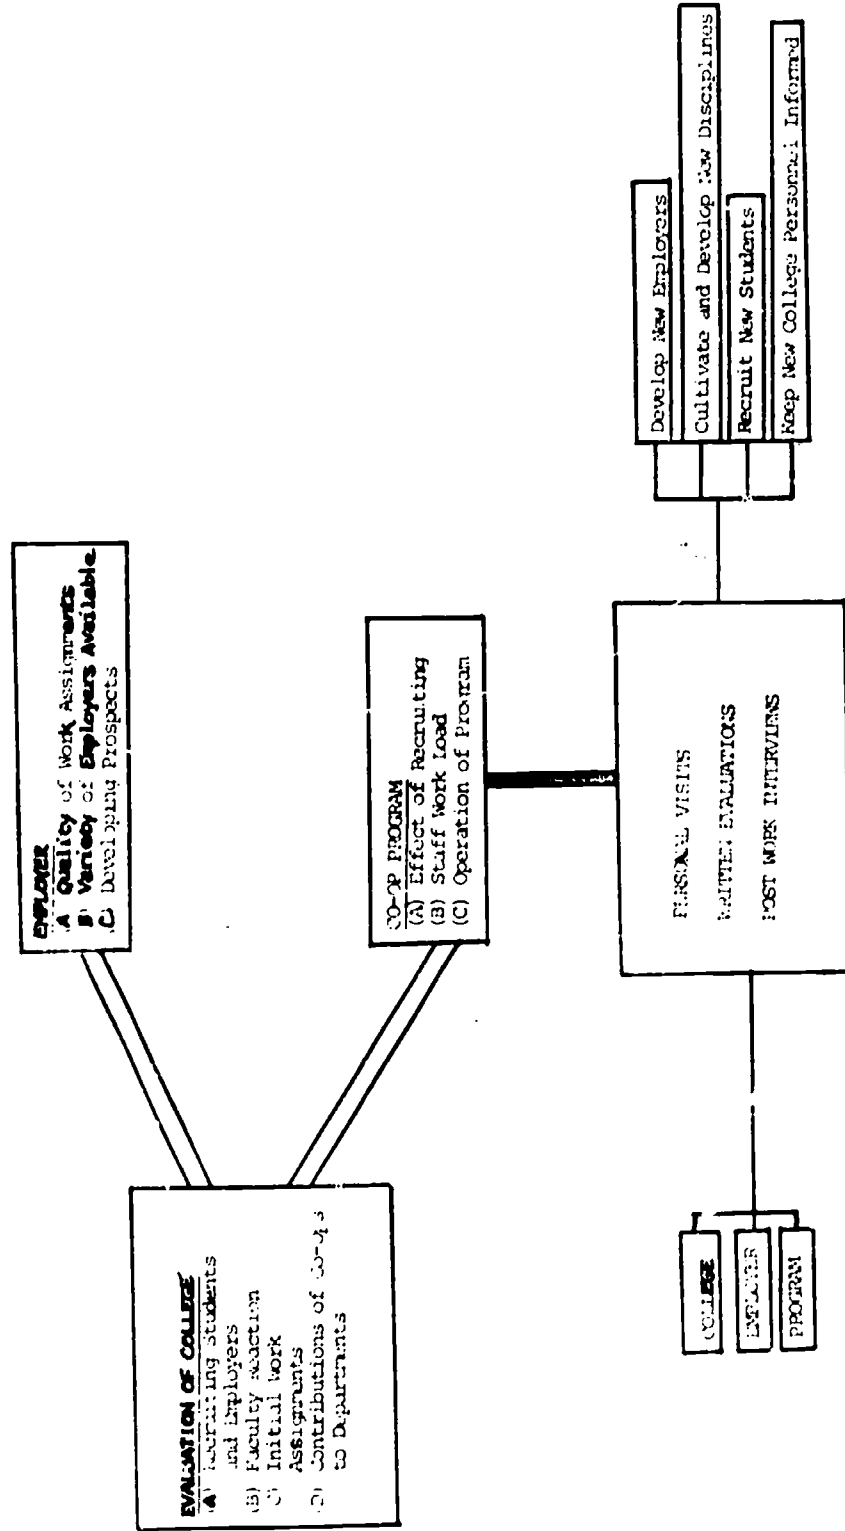 EMPLOYER
(A) Quality of Work Assignments
(B) Variety of Employers Available
(C) Developing Prospects
EVALUATION OF COLLEGE
(A) Recruiting Students
and Employers
(B) Faculty Reaction
(C) Initial Work
Assignments
(D) Contributions of Co-ops
to Departments
CO-OP PROGRAM
(A) Effect of Recruiting
(B) Staff Work Load
(C) Operation of Program
COLLEGE
EMPLOYER
PROGRAM
PERSONAL VISITS
WRITTEN EVALUATIONS
POST WORK INTERVIEWS
Develop New Employers
Cultivate and Develop New Disciplines
Recruit New Students
Keep New College Personnel Informed